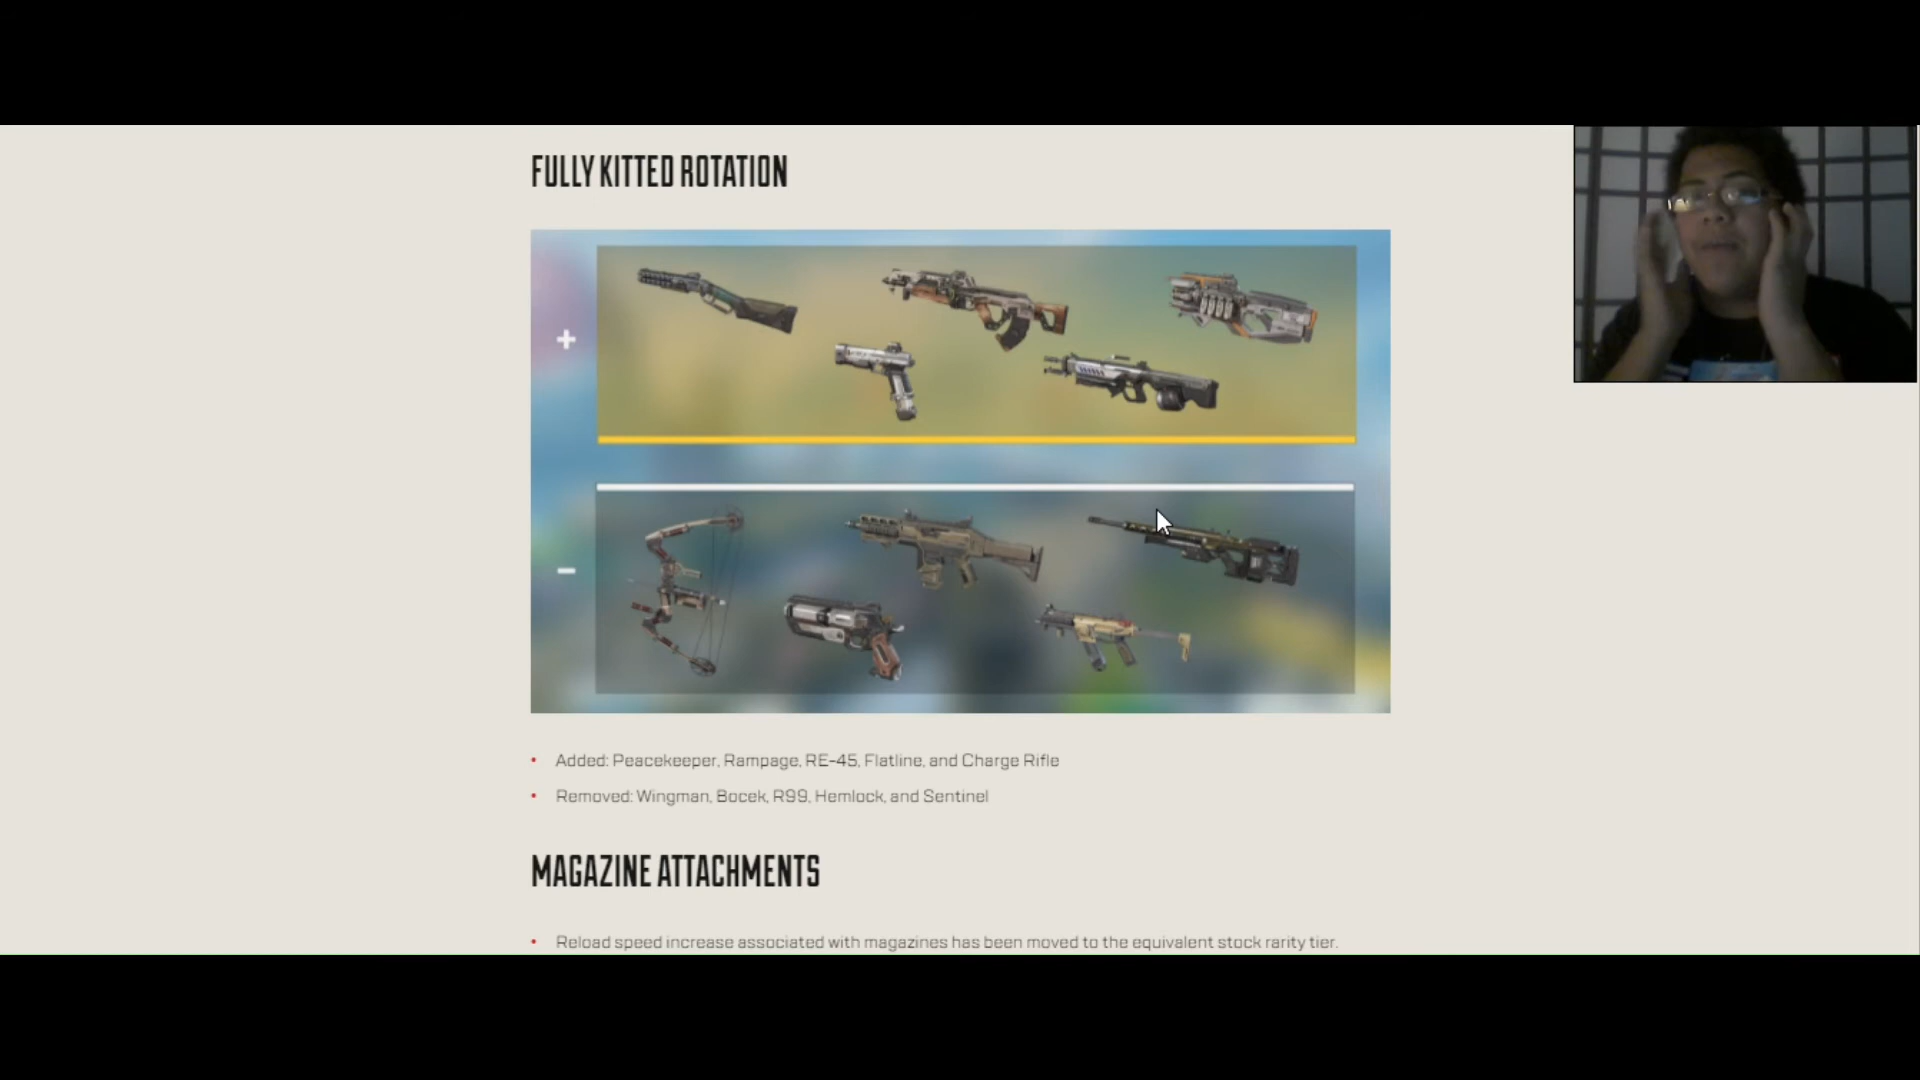 FULLY KITTED ROTATION
+
-
• Added: Peacekeeper, Rampage, RE-45, Flatline, and Charge Rifle
• Removed: Wingman, Bocek, R99, Hemlock, and Sentinel
MAGAZINE ATTACHMENTS
• Reload speed increase associated with magazines has been moved to the equivalent stock rarity tier.